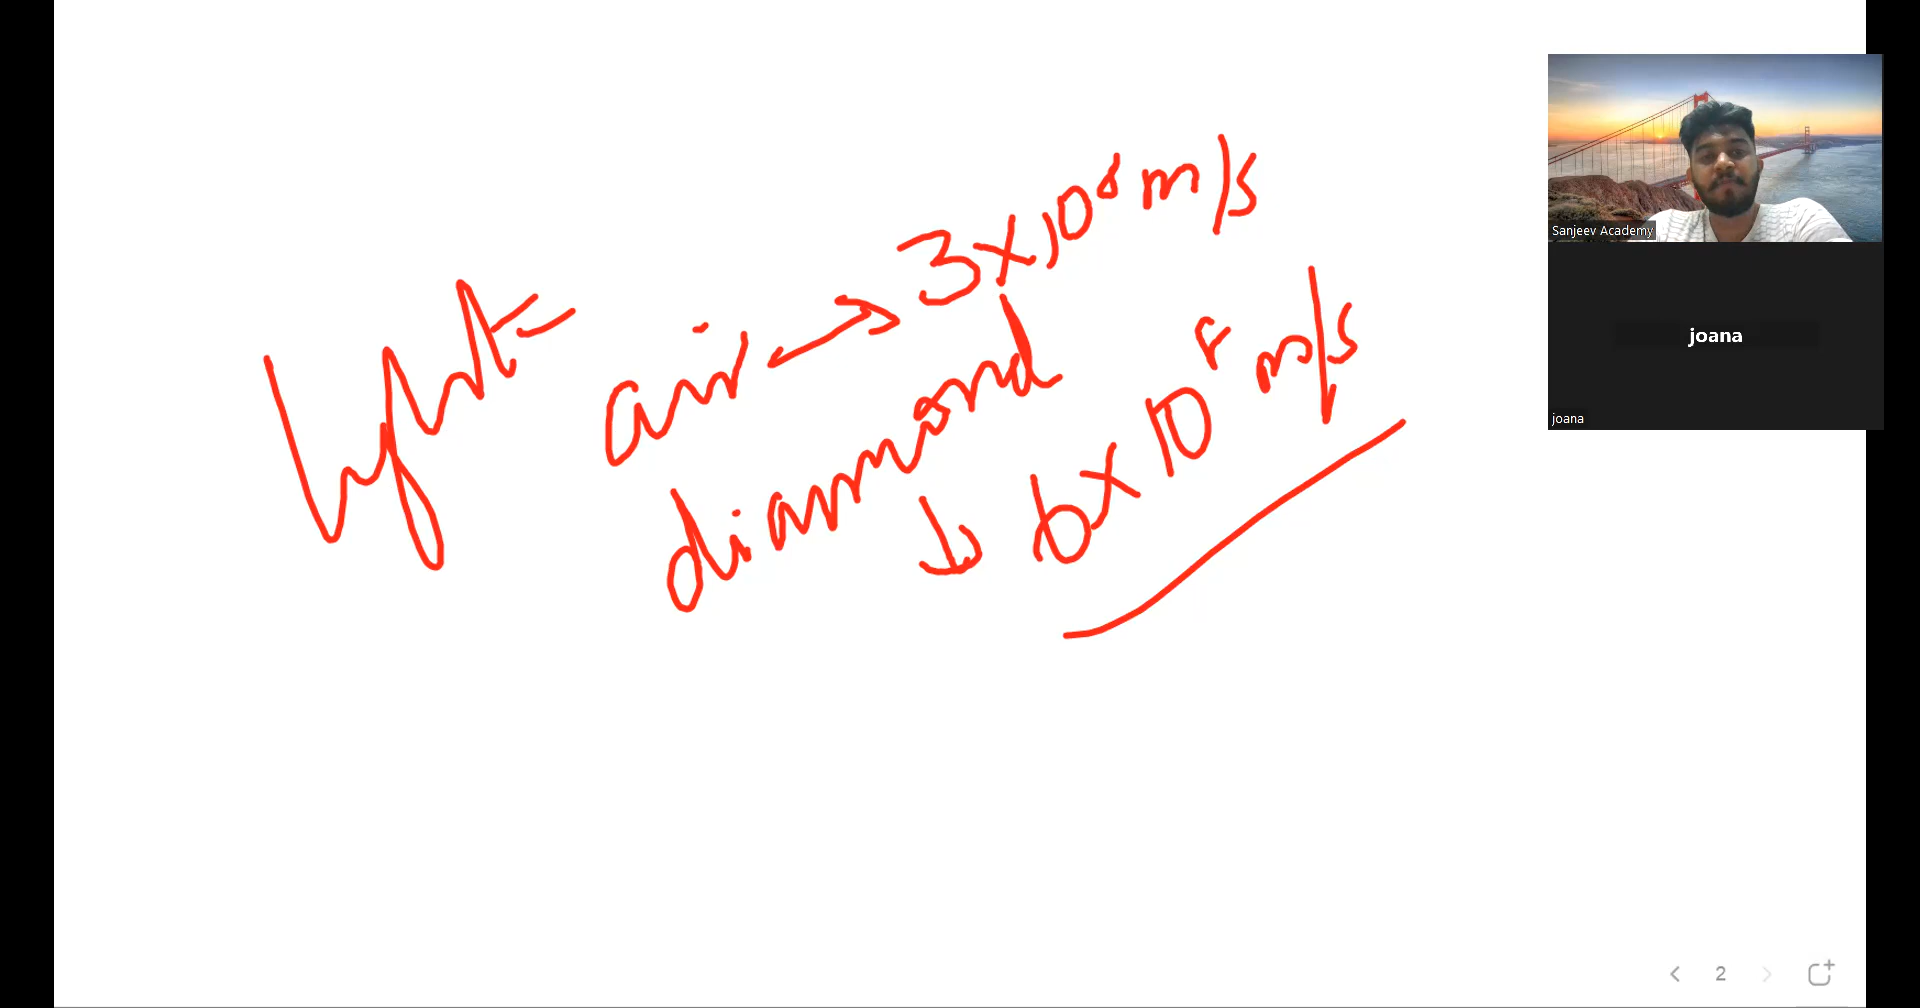 light
air → 3×10⁸ m/s
diamond
↓ 6×10⁸ m/s
Sanjeev Academy
joana
joana
2